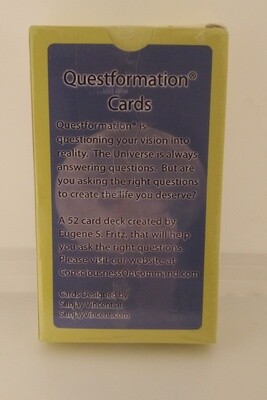 Questformation®
Cards
Questformation® is
questioning your vision into
reality. The Universe is always
answering questions. But are
you asking the right questions
to create the life you deserve?
A 52 card deck created by
Eugene S. Fritz, that will help
you ask the right questions.
Please visit our website at
ConsciousnessOnCommand.com
Cards Designed by
SanJay Vincent at
SanJayVincent.com